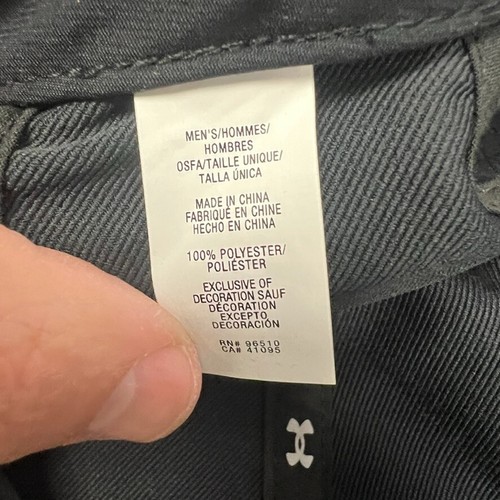 MEN'S/HOMMES/
HOMBRES
OSFA/TAILLE UNIQUE/
TALLA ÚNICA
MADE IN CHINA
FABRIQUÉ EN CHINE
HECHO EN CHINA
100% POLYESTER/
POLIÉSTER
EXCLUSIVE OF
DECORATION SAUF
DÉCORATION
EXCEPTO
DECORACIÓN
RN# 96510
CA# 41095